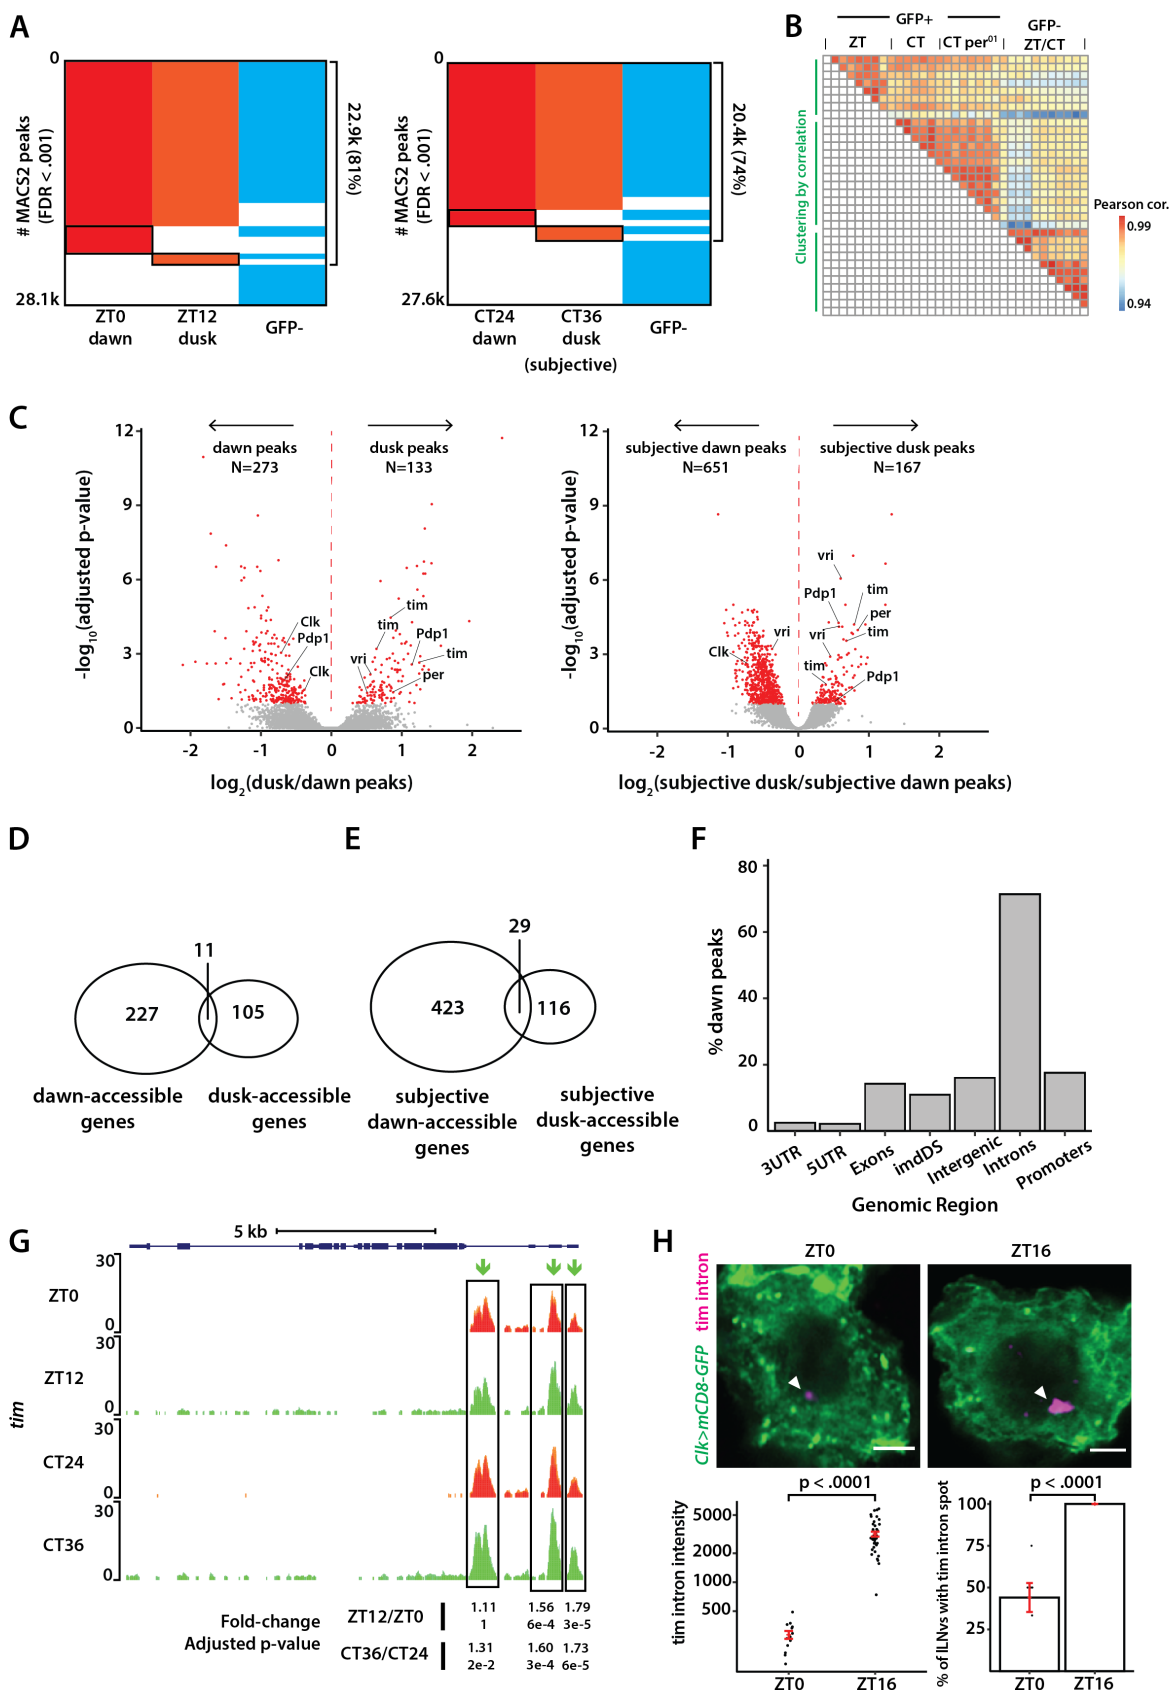 A
0
# MACS2 peaks
(FDR < .001)
28.1k
22.9k (81%)
ZT0
dawn
ZT12
dusk
GFP-
0
# MACS2 peaks
(FDR < .001)
27.6k
20.4k (74%)
CT24
dawn
CT36
dusk
GFP-
(subjective)
B
GFP+
GFP-
ZT
CT
CT per01
ZT/CT
Clustering by correlation
Pearson cor.
0.99
0.94
C
-log10(adjusted p-value)
12
9
6
3
0
dawn peaks
N=273
dusk peaks
N=133
Clk
Pdp1
Clk
tim
tim
Pdp1
vri
tim
per
-2
-1
0
1
2
log2(dusk/dawn peaks)
-log10(adjusted p-value)
12
9
6
3
0
subjective dawn peaks
N=651
subjective dusk peaks
N=167
vri
Pdp1
tim
per
vri
vri
tim
Clk
tim
Pdp1
-2
-1
0
1
2
log2(subjective dusk/subjective dawn peaks)
D
11
227
105
dawn-accessible
genes
dusk-accessible
genes
E
29
423
116
subjective
dawn-accessible
genes
subjective
dusk-accessible
genes
F
% dawn peaks
80
60
40
20
0
3UTR
5UTR
Exons
imdDS
Intergenic
Introns
Promoters
Genomic Region
G
5 kb
tim
30
ZT0
0
30
ZT12
0
30
CT24
0
30
CT36
0
Fold-change
Adjusted p-value
ZT12/ZT0
1.11
1.56
1.79
1
6e-4
3e-5
CT36/CT24
1.31
1.60
1.73
2e-2
3e-4
6e-5
H
ZT0
ZT16
Clk>mCD8-GFP tim intron
p < .0001
tim intron intensity
5000
2000
1000
500
ZT0
ZT16
p < .0001
% of lLNvs with tim intron spot
100
75
50
25
ZT0
ZT16